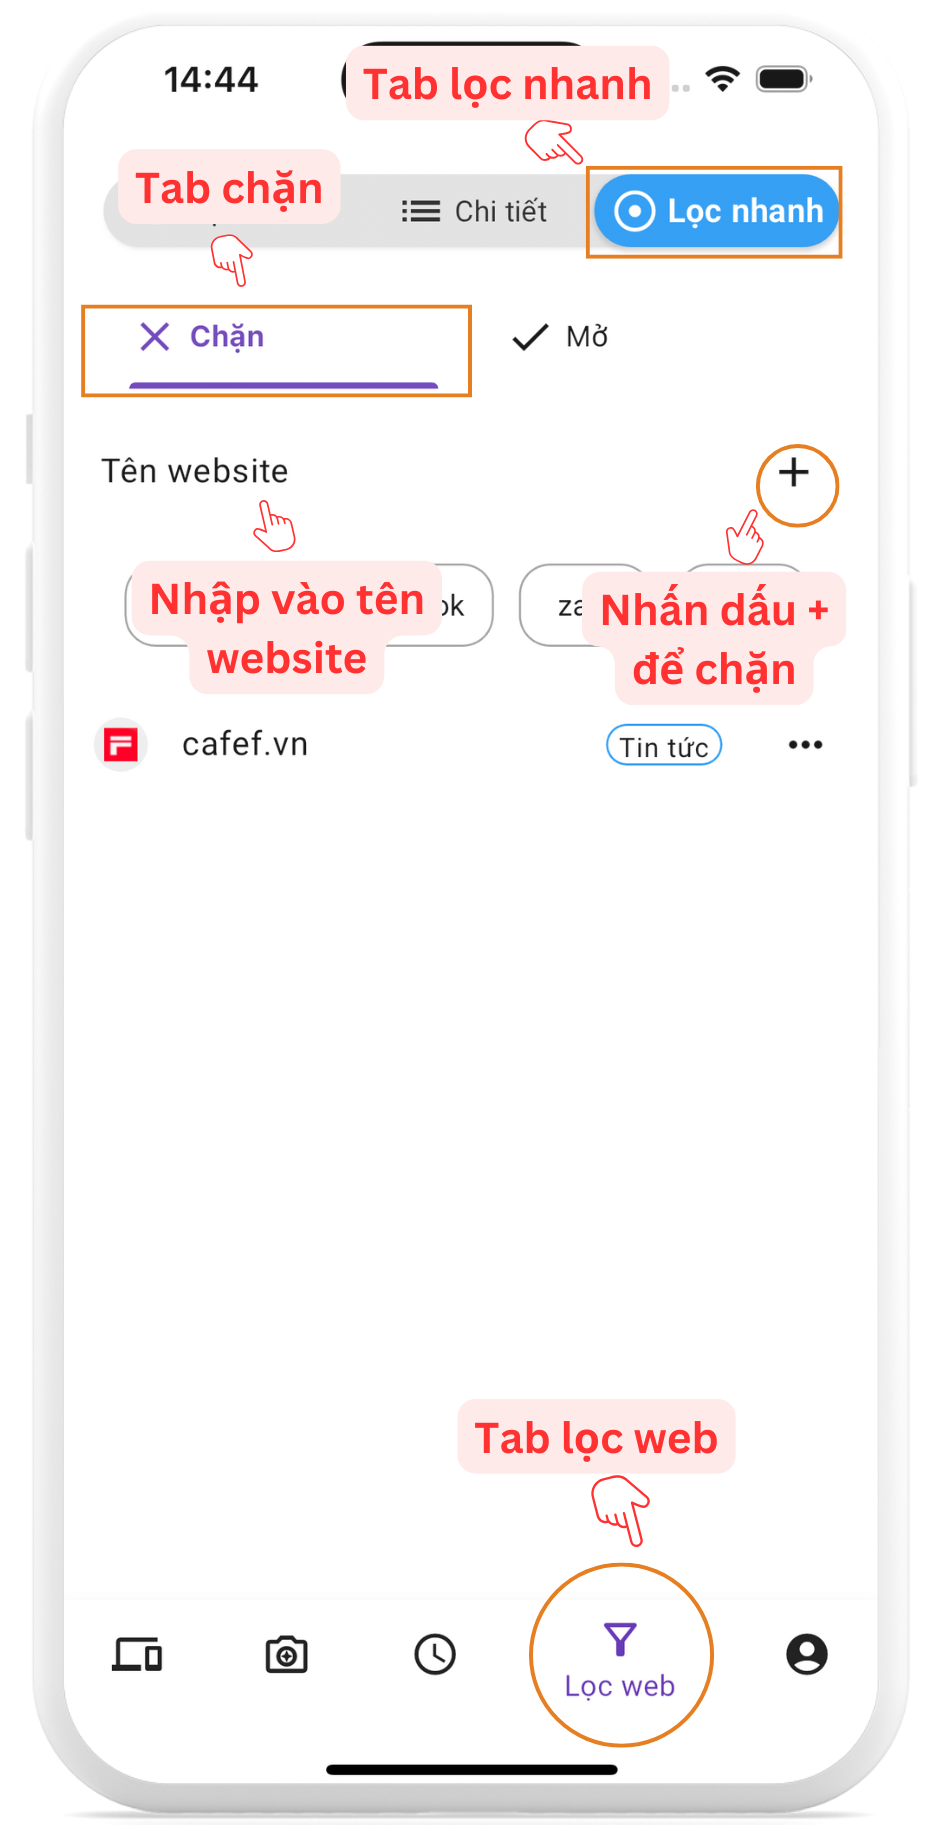 14:44
Tab lọc nhanh
Tab chặn
Chi tiết
Lọc nhanh
Chặn
Mở
Tên website
+
Nhập vào tên
website
ok
za
Nhấn dấu +
để chặn
cafef.vn
Tin tức
Tab lọc web
Lọc web